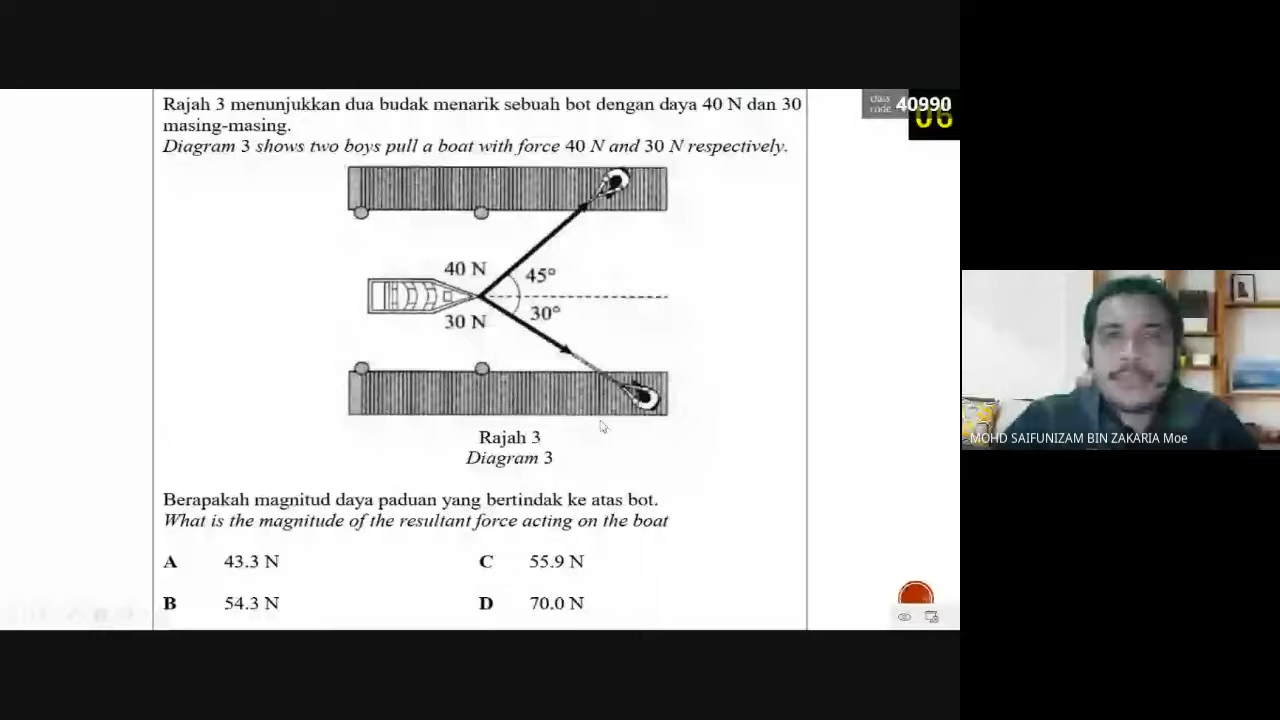 Rajah 3 menunjukkan dua budak menarik sebuah bot dengan daya 40 N dan 30
masing-masing.
Diagram 3 shows two boys pull a boat with force 40 N and 30 N respectively.
class code 40990
06
40 N
45°
30°
30 N
Rajah 3
Diagram 3
MOHD SAIFUNIZAM BIN ZAKARIA Moe
Berapakah magnitud daya paduan yang bertindak ke atas bot.
What is the magnitude of the resultant force acting on the boat
A 43.3 N C 55.9 N
B 54.3 N D 70.0 N